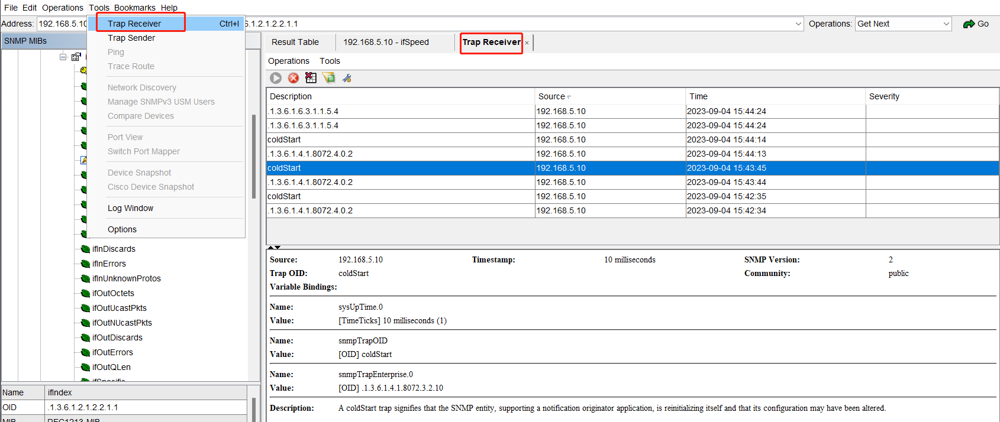 File Edit Operations Tools Bookmarks Help
Address: 192.168.5.10 .1.2.1.2.2.1.1 Operations: Get Next Go
Trap Receiver Ctrl+I
Trap Sender
Ping
Trace Route
Network Discovery
Manage SNMPv3 USM Users
Compare Devices
Port View
Switch Port Mapper
Device Snapshot
Cisco Device Snapshot
Log Window
Options
SNMP MIBs
ifInDiscards
ifInErrors
ifInUnknownProtos
ifOutOctets
ifOutUcastPkts
ifOutNUcastPkts
ifOutDiscards
ifOutErrors
ifOutQLen
ifSpecific
Name ifIndex
OID .1.3.6.1.2.1.2.2.1.1
MIB RFC1213-MIB
Result Table 192.168.5.10 - ifSpeed Trap Receiver ×
Operations Tools
Description Source Time Severity
.1.3.6.1.6.3.1.1.5.4 192.168.5.10 2023-09-04 15:44:24
.1.3.6.1.6.3.1.1.5.4 192.168.5.10 2023-09-04 15:44:24
coldStart 192.168.5.10 2023-09-04 15:44:14
.1.3.6.1.4.1.8072.4.0.2 192.168.5.10 2023-09-04 15:44:13
coldStart 192.168.5.10 2023-09-04 15:43:45
.1.3.6.1.4.1.8072.4.0.2 192.168.5.10 2023-09-04 15:43:44
coldStart 192.168.5.10 2023-09-04 15:42:35
.1.3.6.1.4.1.8072.4.0.2 192.168.5.10 2023-09-04 15:42:34
Source: 192.168.5.10 Timestamp: 10 milliseconds SNMP Version: 2
Trap OID: coldStart Community: public
Variable Bindings:
Name: sysUpTime.0
Value: [TimeTicks] 10 milliseconds (1)
Name: snmpTrapOID
Value: [OID] coldStart
Name: snmpTrapEnterprise.0
Value: [OID] .1.3.6.1.4.1.8072.3.2.10
Description: A coldStart trap signifies that the SNMP entity, supporting a notification originator application, is reinitializing itself and that its configuration may have been altered.